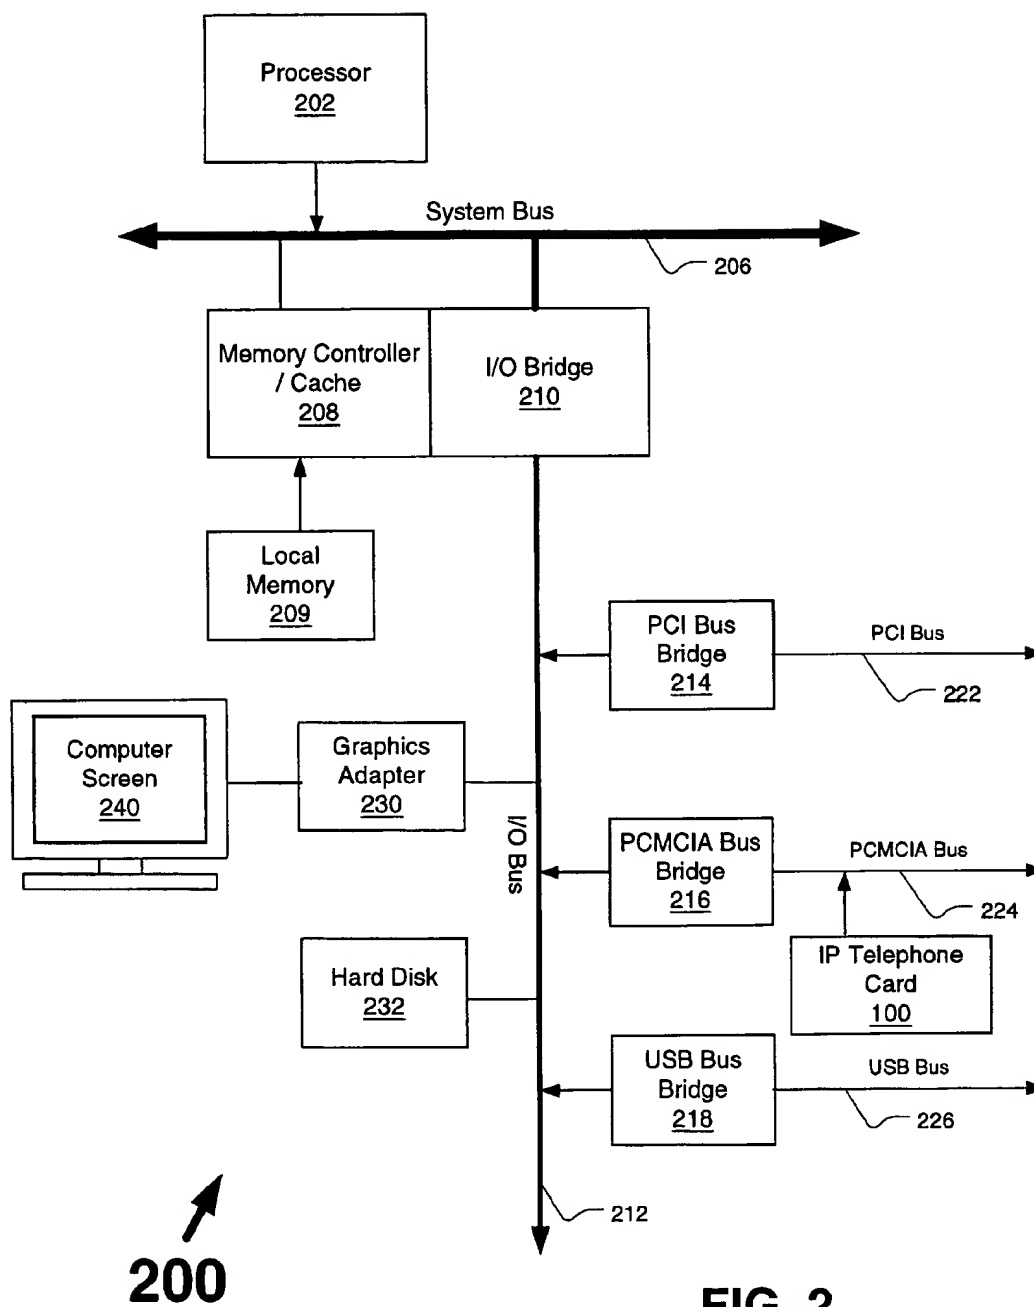 Processor
202
System Bus
206
Memory Controller
/ Cache
208
I/O Bridge
210
Local
Memory
209
PCI Bus
Bridge
214
PCI Bus
222
Computer
Screen
240
Graphics
Adapter
230
I/O Bus
PCMCIA Bus
Bridge
216
PCMCIA Bus
224
IP Telephone
Card
100
Hard Disk
232
USB Bus
Bridge
218
USB Bus
226
212
200
FIG. 2